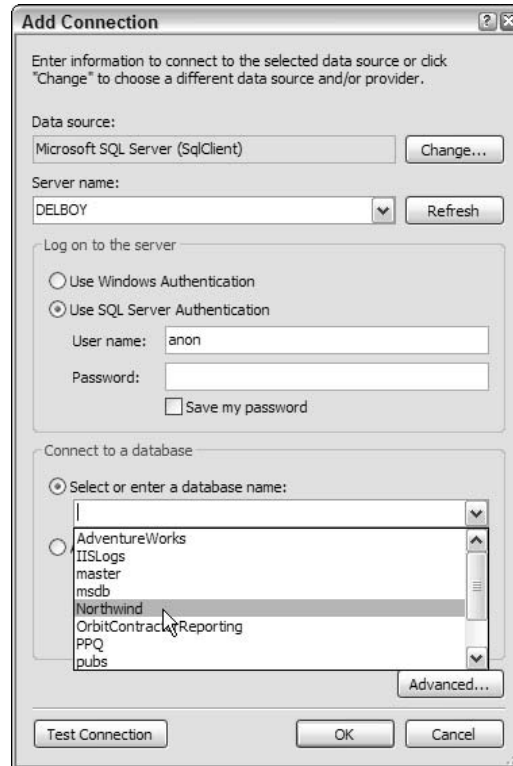 Add Connection
Enter information to connect to the selected data source or click
"Change" to choose a different data source and/or provider.
Data source:
Microsoft SQL Server (SqlClient)
Change...
Server name:
DELBOY
Refresh
Log on to the server
Use Windows Authentication
Use SQL Server Authentication
User name:
anon
Password:
Save my password
Connect to a database
Select or enter a database name:
AdventureWorks
IISLogs
master
msdb
Northwind
PPQ
pubs
Advanced...
Test Connection
OK
Cancel